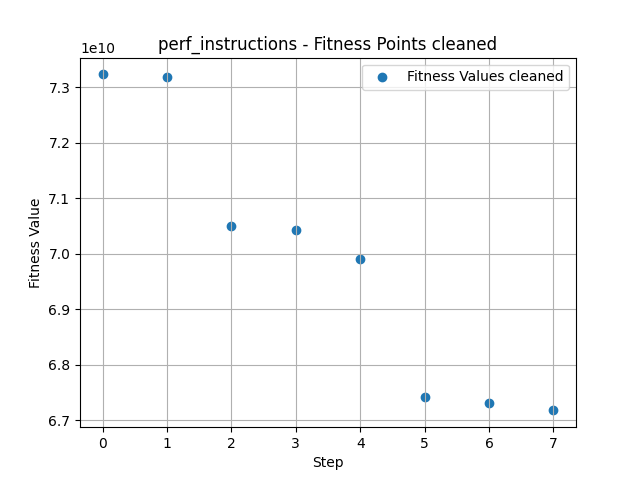 perf_instructions - Fitness Points cleaned
1e10
Fitness Values cleaned
7.3
7.2
7.1
7.0
6.9
6.8
6.7
Fitness Value
0 1 2 3 4 5 6 7
Step